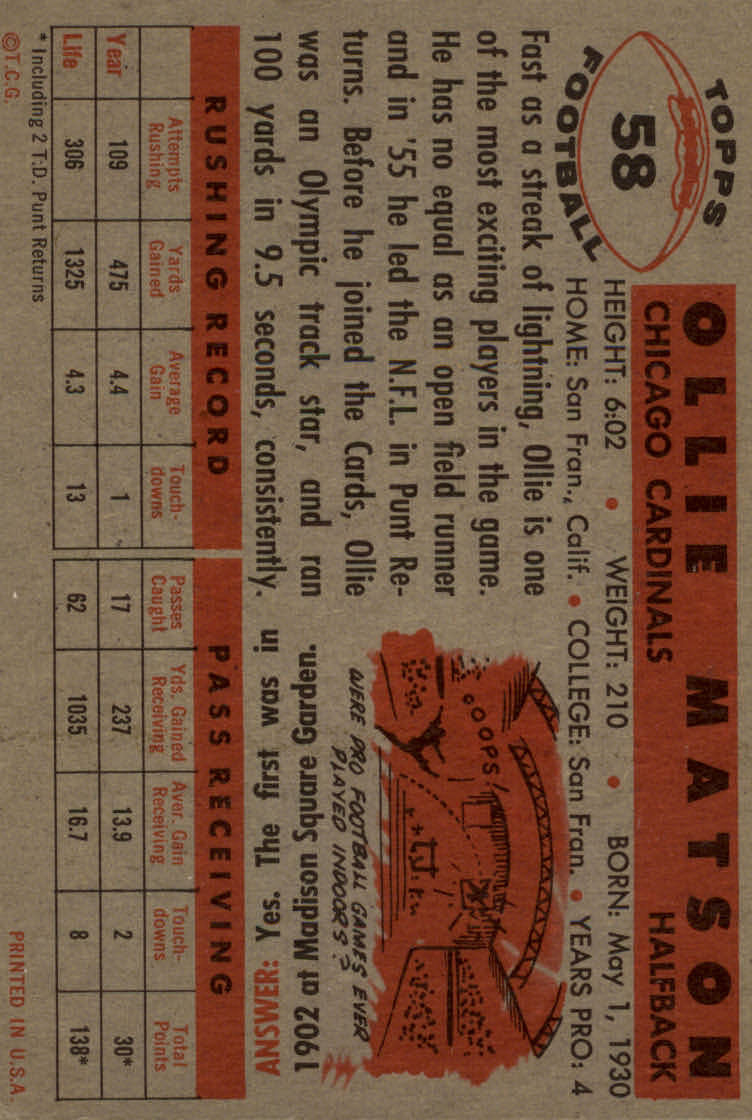 TOPPS
58
FOOTBALL
OLLIE MATSON
CHICAGO CARDINALS HALFBACK
HEIGHT: 6:02 • WEIGHT: 210 • BORN: May 1, 1930
HOME: San Fran., Calif. • COLLEGE: San Fran. • YEARS PRO: 4
Fast as a streak of lightning, Ollie is one
of the most exciting players in the game.
He has no equal as an open field runner
and in '55 he led the N.F.L. in Punt Re-
turns. Before he joined the Cards, Ollie
was an Olympic track star, and ran
100 yards in 9.5 seconds, consistently.
OOOPS!
WERE PRO FOOTBALL GAMES EVER
PLAYED INDOORS?
ANSWER: Yes. The first was in
1902 at Madison Square Garden.
RUSHING RECORD PASS RECEIVING
Attempts Rushing Yards Gained Average Gain Touch-downs Passes Caught Yds. Gained Receiving Aver. Gain Receiving Touch-downs Total Points
Year 109 475 4.4 1 17 237 13.9 2 30*
Life 306 1325 4.3 13 62 1035 16.7 8 138*
* Including 2 T.D. Punt Returns
©T.C.G. PRINTED IN U.S.A.